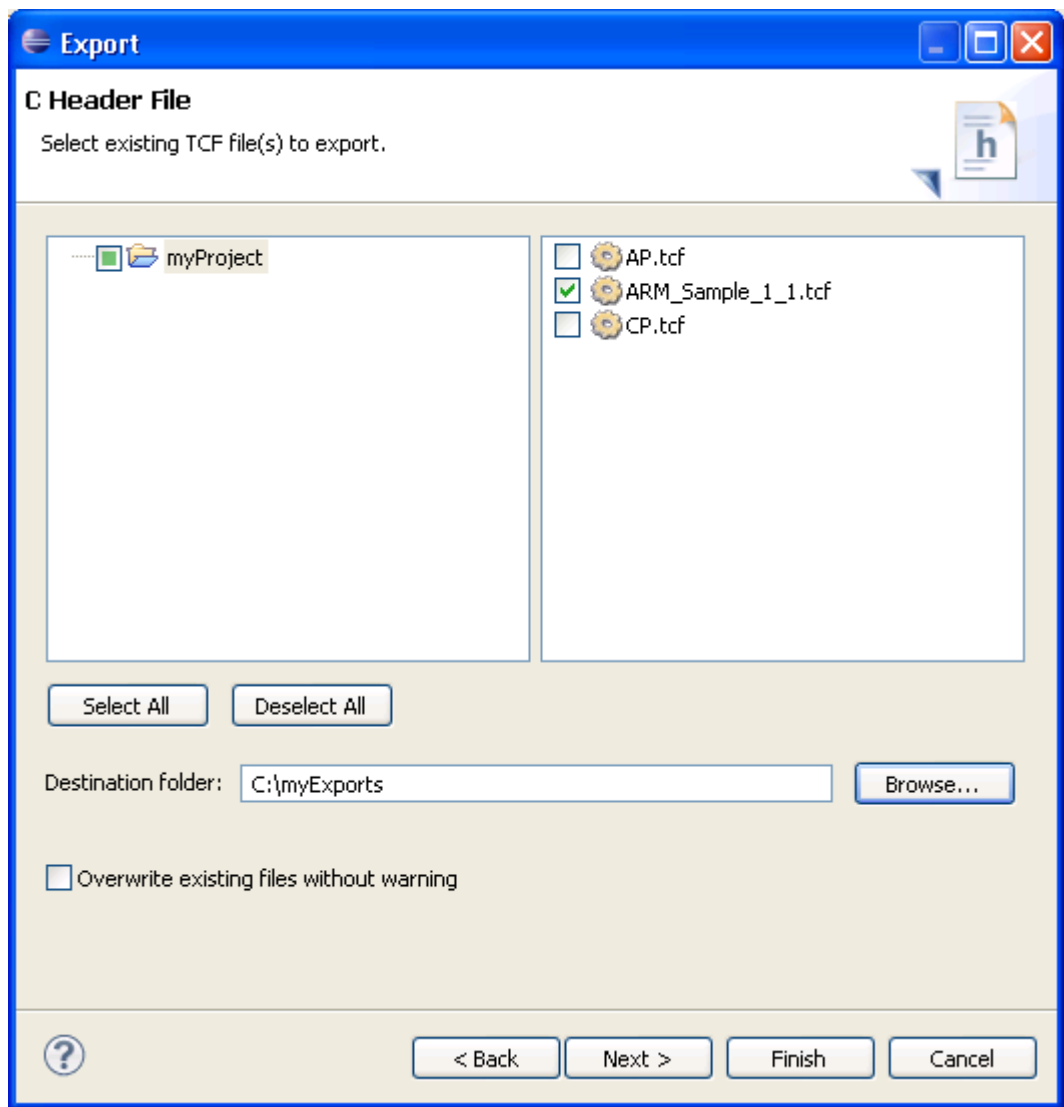 Export
C Header File
Select existing TCF file(s) to export.
h
myProject
AP.tcf
ARM_Sample_1_1.tcf
CP.tcf
Select All
Deselect All
Destination folder:
C:\myExports
Browse...
Overwrite existing files without warning
?
< Back
Next >
Finish
Cancel